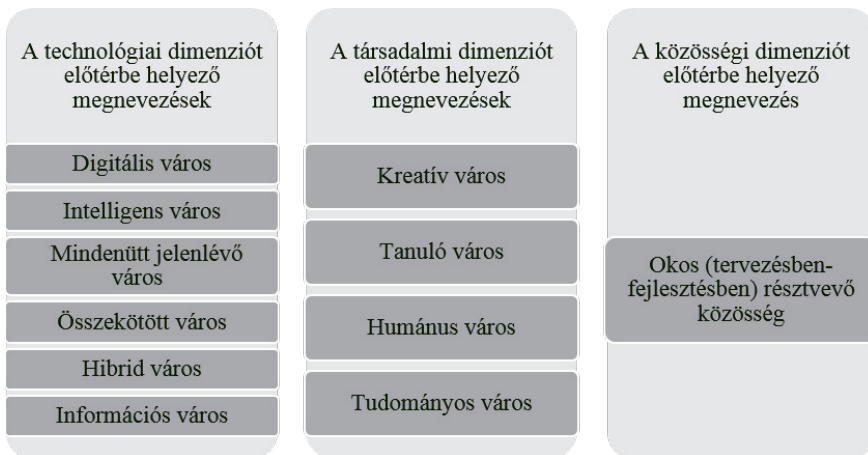 A technológiai dimenziót
előtérbe helyező
megnevezések
Digitális város
Intelligens város
Mindenütt jelenlévő
város
Összekötött város
Hibrid város
Információs város
A társadalmi dimenziót
előtérbe helyező
megnevezések
Kreatív város
Tanuló város
Humánus város
Tudományos város
A közösségi dimenziót
előtérbe helyező
megnevezés
Okos (tervezésben-
fejlesztésben) résztvevő
közösség